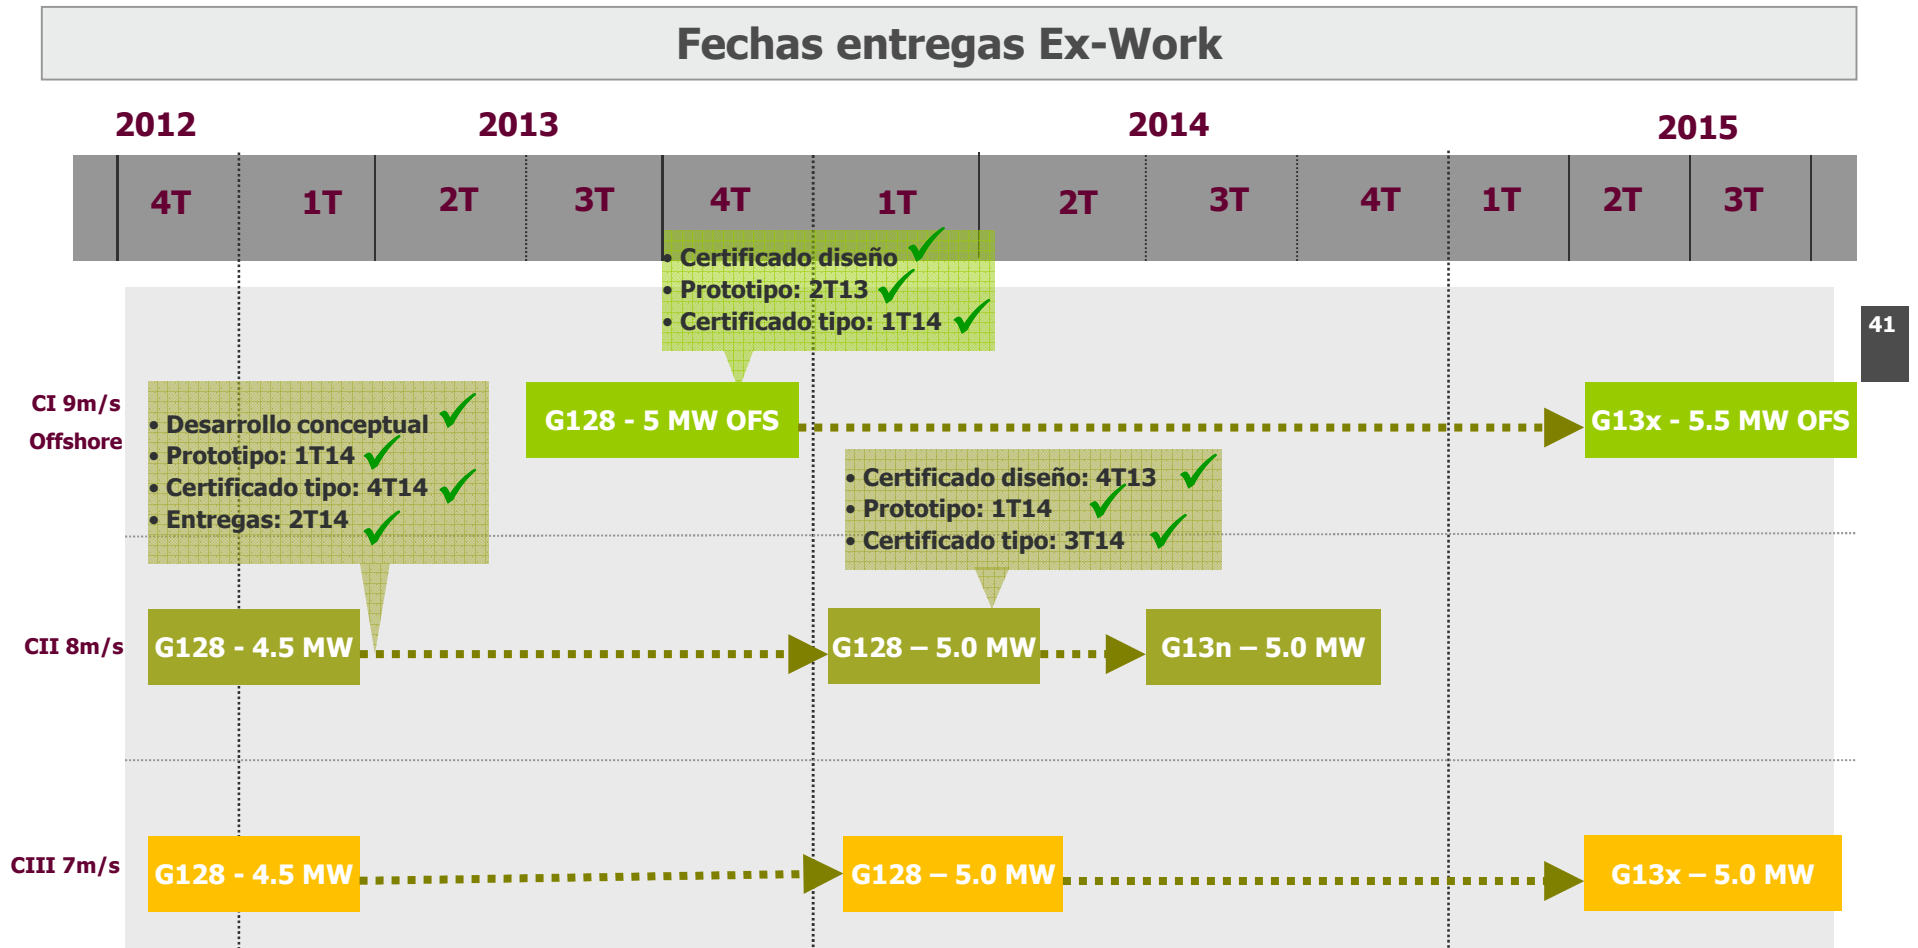 Fechas entregas Ex-Work
2012 2013 2014 2015
4T 1T 2T 3T 4T 1T 2T 3T 4T 1T 2T 3T
• Certificado diseño
• Prototipo: 2T13
• Certificado tipo: 1T14
41
CI 9m/s
Offshore
• Desarrollo conceptual
• Prototipo: 1T14
• Certificado tipo: 4T14
• Entregas: 2T14
G128 - 5 MW OFS
G13x - 5.5 MW OFS
• Certificado diseño: 4T13
• Prototipo: 1T14
• Certificado tipo: 3T14
CII 8m/s
G128 - 4.5 MW
G128 – 5.0 MW
G13n – 5.0 MW
CIII 7m/s
G128 - 4.5 MW
G128 – 5.0 MW
G13x – 5.0 MW